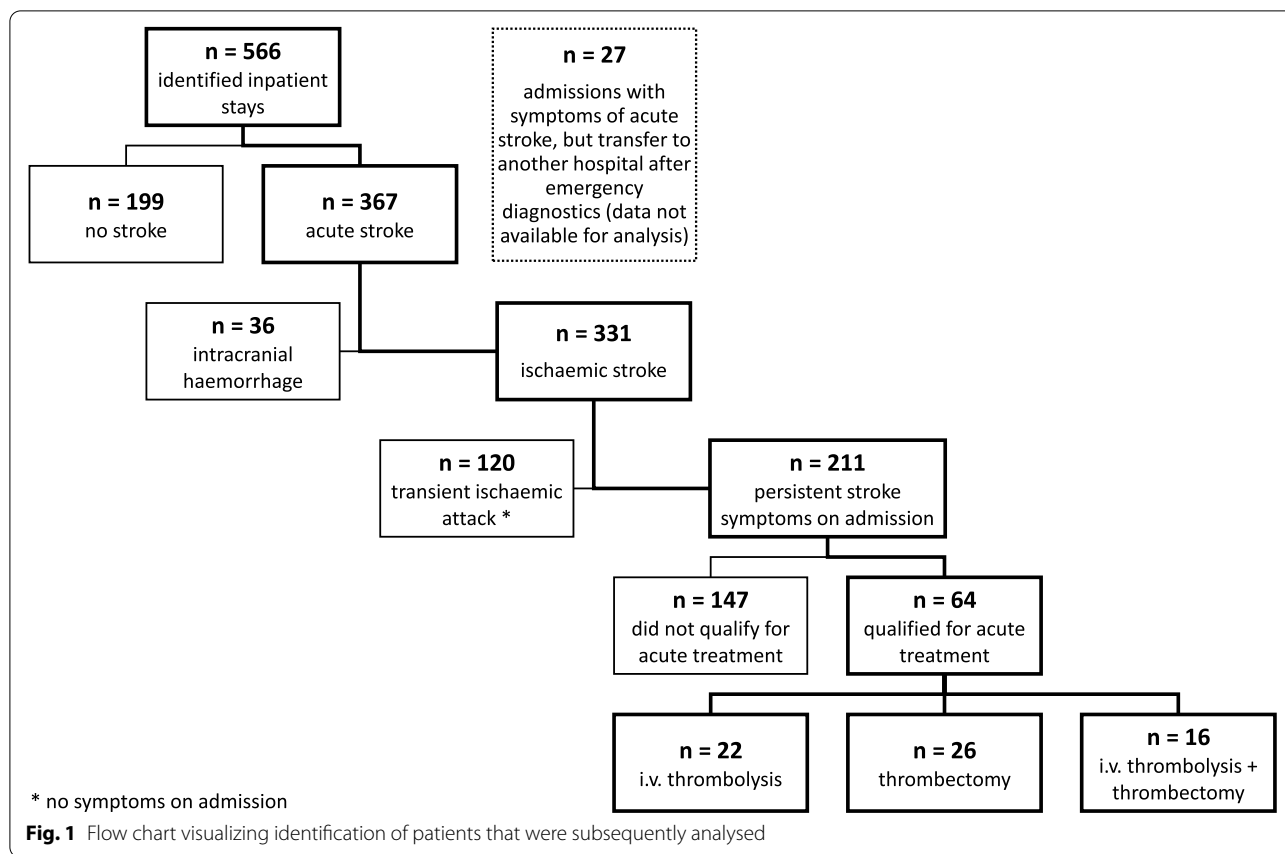 n = 566
identified inpatient
stays
n = 27
admissions with
symptoms of acute
stroke, but transfer to
another hospital after
emergency
diagnostics (data not
available for analysis)
n = 199
no stroke
n = 367
acute stroke
n = 36
intracranial
haemorrhage
n = 331
ischaemic stroke
n = 120
transient ischaemic
attack *
n = 211
persistent stroke
symptoms on admission
n = 147
did not qualify for
acute treatment
n = 64
qualified for acute
treatment
n = 22
i.v. thrombolysis
n = 26
thrombectomy
n = 16
i.v. thrombolysis +
thrombectomy
* no symptoms on admission
Fig. 1 Flow chart visualizing identification of patients that were subsequently analysed